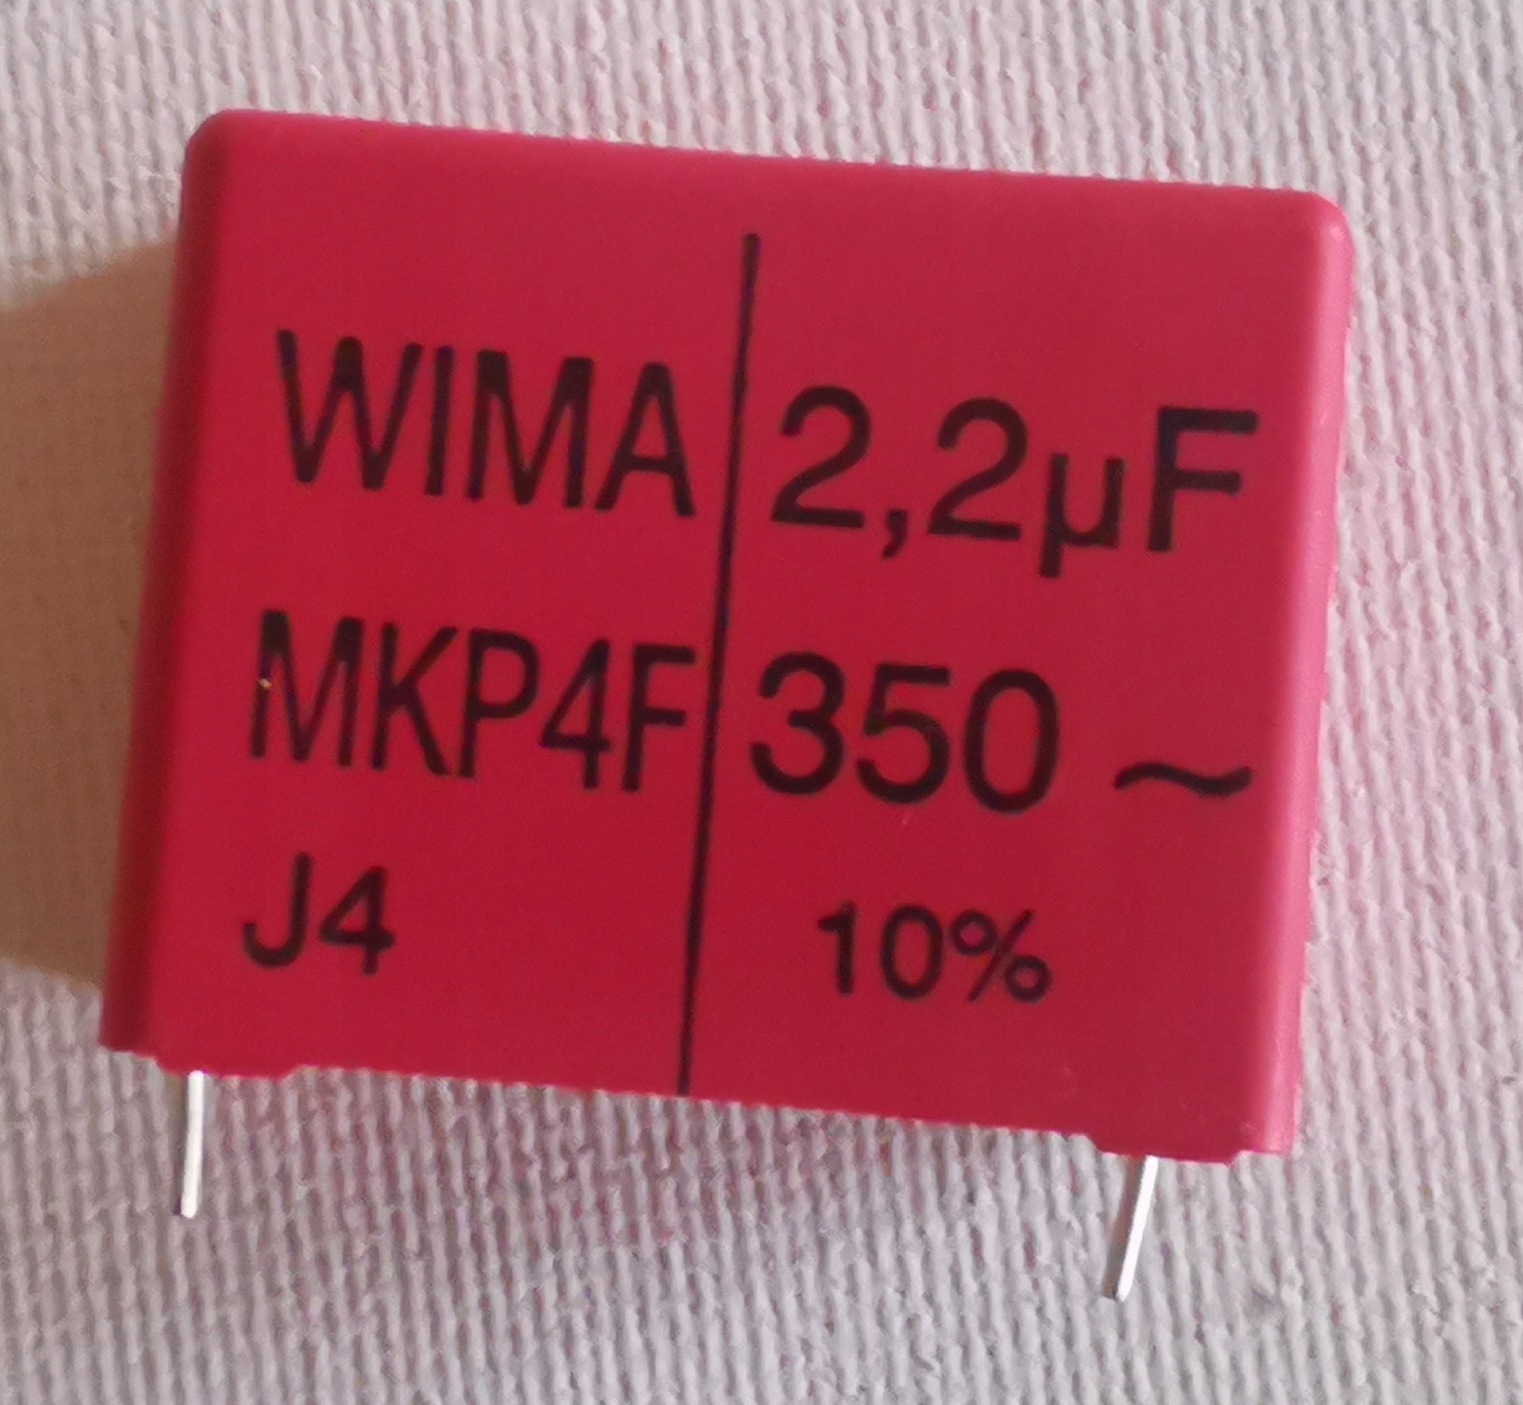 WIMA
MKP4F
J4
2,2µF
350 ~
10%